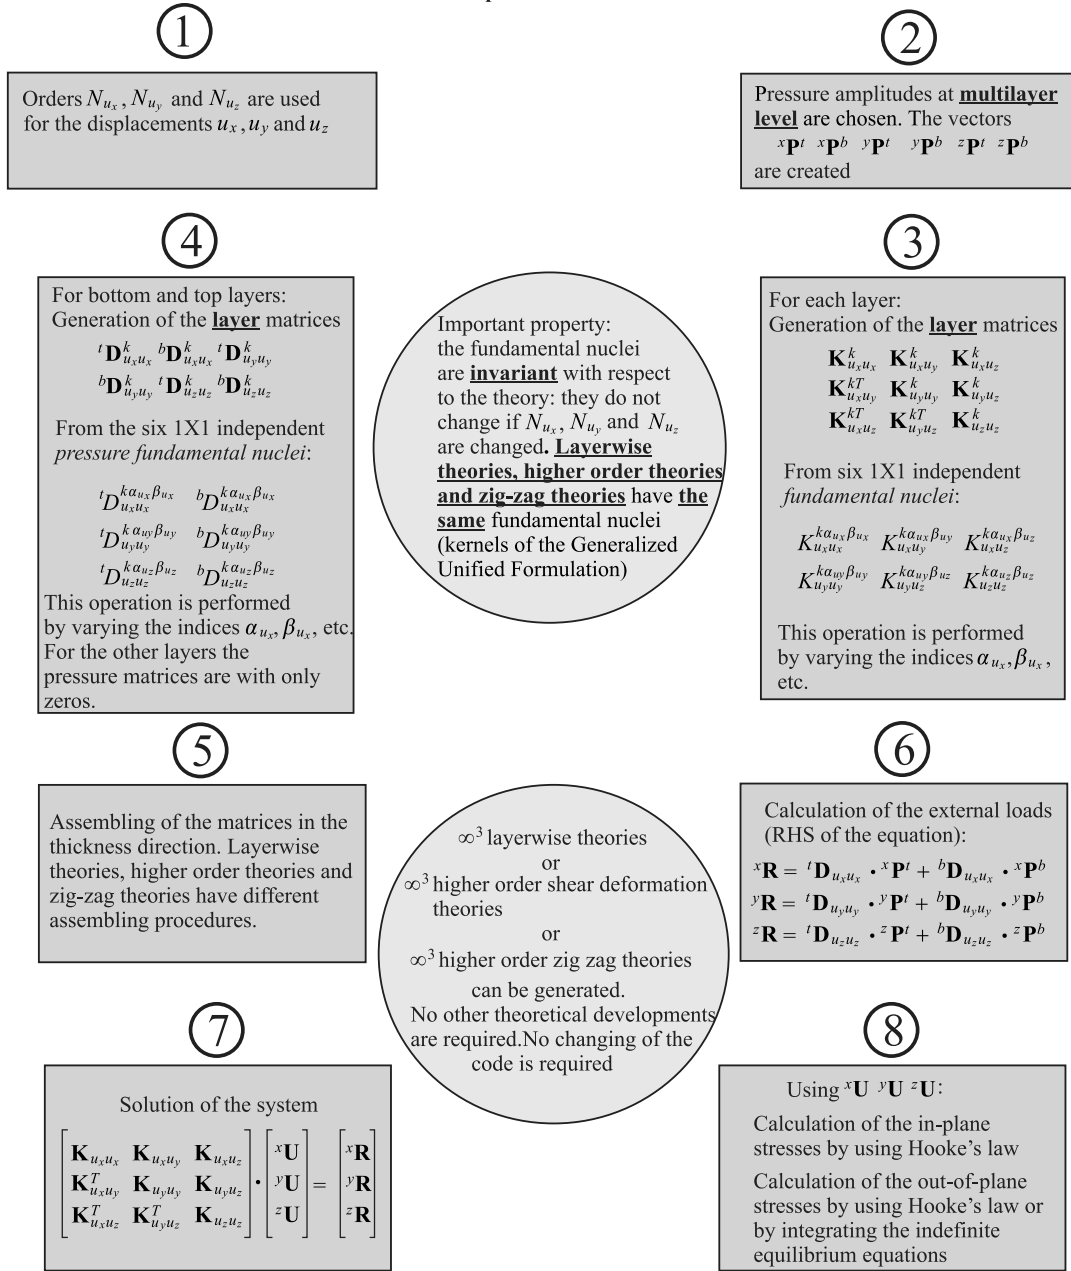 1
Orders N_{u_x}, N_{u_y} and N_{u_z} are used
for the displacements u_x, u_y and u_z
2
Pressure amplitudes at multilayer
level are chosen. The vectors
^xP^t ^xP^b ^yP^t ^yP^b ^zP^t ^zP^b
are created
4
For bottom and top layers:
Generation of the layer matrices
^tD^k_{u_xu_x} ^bD^k_{u_xu_x} ^tD^k_{u_yu_y}
^bD^k_{u_yu_y} ^tD^k_{u_zu_z} ^bD^k_{u_zu_z}
From the six 1X1 independent
pressure fundamental nuclei:
^tD^{kα_{u_x}β_{u_x}}_{u_xu_x} ^bD^{kα_{u_x}β_{u_x}}_{u_xu_x}
^tD^{kα_{u_y}β_{u_y}}_{u_yu_y} ^bD^{kα_{u_y}β_{u_y}}_{u_yu_y}
^tD^{kα_{u_z}β_{u_z}}_{u_zu_z} ^bD^{kα_{u_z}β_{u_z}}_{u_zu_z}
This operation is performed
by varying the indices α_{u_x}, β_{u_x}, etc.
For the other layers the
pressure matrices are with only
zeros.
Important property:
the fundamental nuclei
are invariant with respect
to the theory: they do not
change if N_{u_x}, N_{u_y} and N_{u_z}
are changed. Layerwise
theories, higher order theories
and zig-zag theories have the
same fundamental nuclei
(kernels of the Generalized
Unified Formulation)
3
For each layer:
Generation of the layer matrices
K^k_{u_xu_x} K^k_{u_xu_y} K^k_{u_xu_z}
K^{kT}_{u_xu_y} K^k_{u_yu_y} K^k_{u_yu_z}
K^{kT}_{u_xu_z} K^{kT}_{u_yu_z} K^k_{u_zu_z}
From six 1X1 independent
fundamental nuclei:
K^{kα_{u_x}β_{u_x}}_{u_xu_x} K^{kα_{u_x}β_{u_y}}_{u_xu_y} K^{kα_{u_x}β_{u_z}}_{u_xu_z}
K^{kα_{u_y}β_{u_y}}_{u_yu_y} K^{kα_{u_y}β_{u_z}}_{u_yu_z} K^{kα_{u_z}β_{u_z}}_{u_zu_z}
This operation is performed
by varying the indices α_{u_x}, β_{u_x},
etc.
5
Assembling of the matrices in the
thickness direction. Layerwise
theories, higher order theories and
zig-zag theories have different
assembling procedures.
∞^3 layerwise theories
or
∞^3 higher order shear deformation
theories
or
∞^3 higher order zig zag theories
can be generated.
No other theoretical developments
are required.No changing of the
code is required
6
Calculation of the external loads
(RHS of the equation):
^xR = ^tD_{u_xu_x} · ^xP^t + ^bD_{u_xu_x} · ^xP^b
^yR = ^tD_{u_yu_y} · ^yP^t + ^bD_{u_yu_y} · ^yP^b
^zR = ^tD_{u_zu_z} · ^zP^t + ^bD_{u_zu_z} · ^zP^b
7
Solution of the system
K_{u_xu_x} K_{u_xu_y} K_{u_xu_z} ^xU ^xR
K^T_{u_xu_y} K_{u_yu_y} K_{u_yu_z} · ^yU = ^yR
K^T_{u_xu_z} K^T_{u_yu_z} K_{u_zu_z} ^zU ^zR
8
Using ^xU ^yU ^zU:
Calculation of the in-plane
stresses by using Hooke's law
Calculation of the out-of-plane
stresses by using Hooke's law or
by integrating the indefinite
equilibrium equations